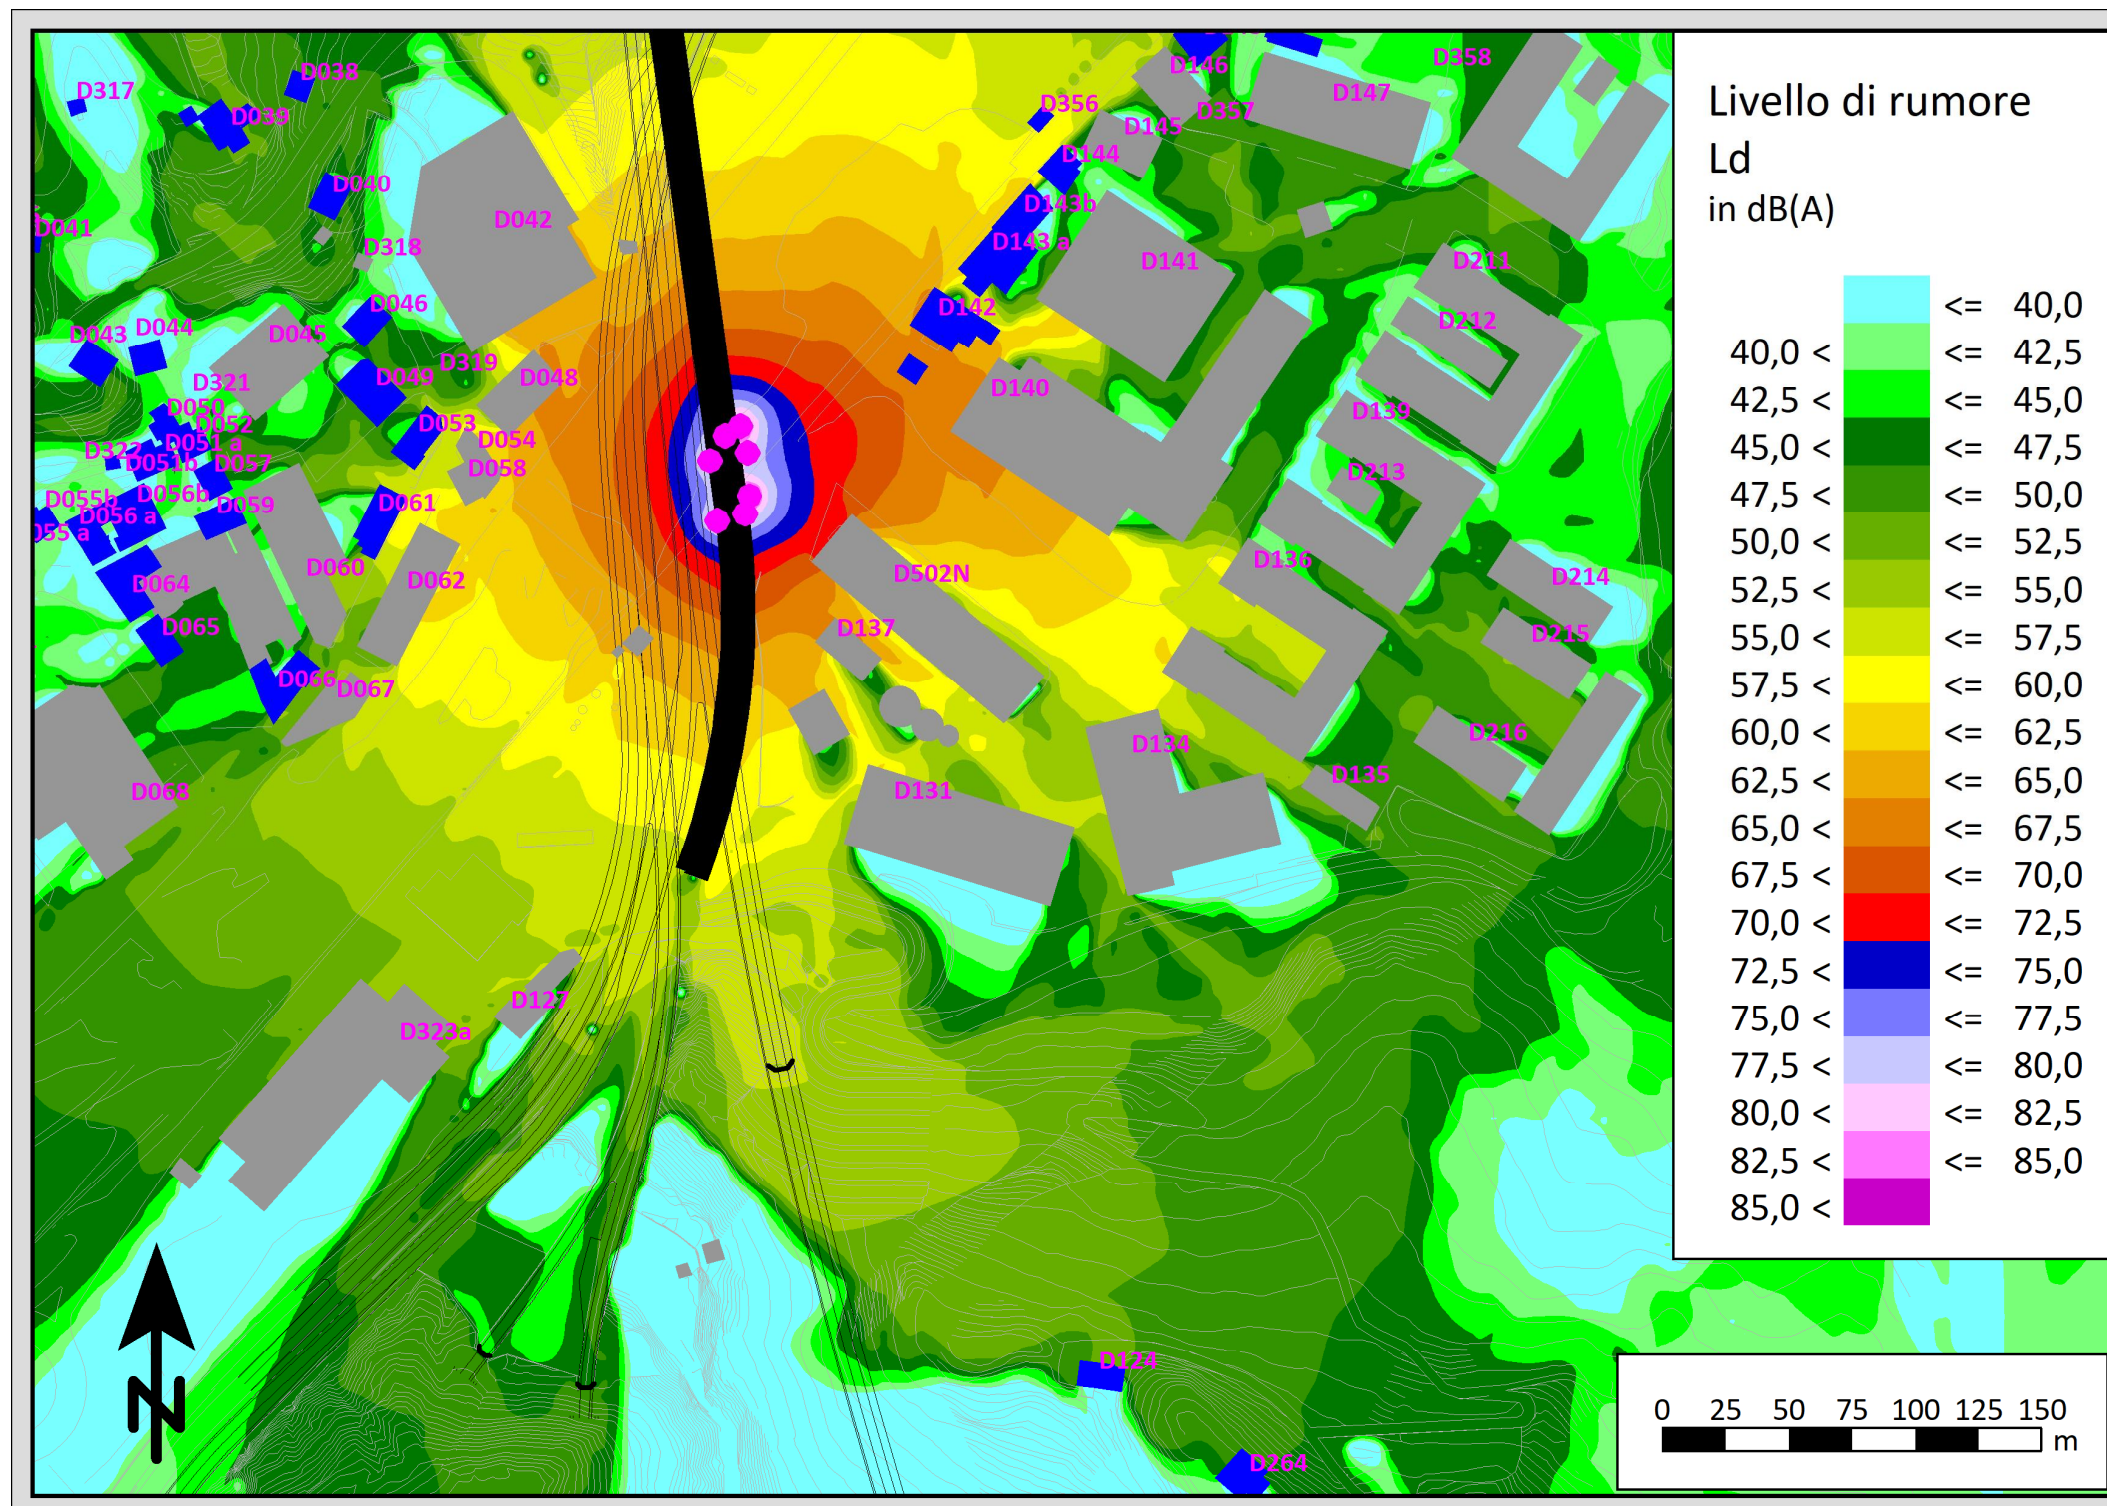 Livello di rumore
Ld
in dB(A)
<= 40,0
40,0 < <= 42,5
42,5 < <= 45,0
45,0 < <= 47,5
47,5 < <= 50,0
50,0 < <= 52,5
52,5 < <= 55,0
55,0 < <= 57,5
57,5 < <= 60,0
60,0 < <= 62,5
62,5 < <= 65,0
65,0 < <= 67,5
67,5 < <= 70,0
70,0 < <= 72,5
72,5 < <= 75,0
75,0 < <= 77,5
77,5 < <= 80,0
80,0 < <= 82,5
82,5 < <= 85,0
85,0 <
0 25 50 75 100 125 150
m
N
D317
D038
D039
D040
D041
D042
D318
D046
D043
D044
D045
D319
D048
D049
D321
D050
D052
D051 a
D053
D054
D322
D051b
D057
D058
D055b
D056b
D056 a
D059
D061
055 a
D060
D062
D064
D065
D066
D067
D068
D127
D323a
D356
D146
D357
D147
D358
D145
D144
D143b
D143 a
D141
D142
D140
D211
D212
D139
D213
D136
D214
D215
D216
D502N
D137
D134
D135
D131
D124
D264